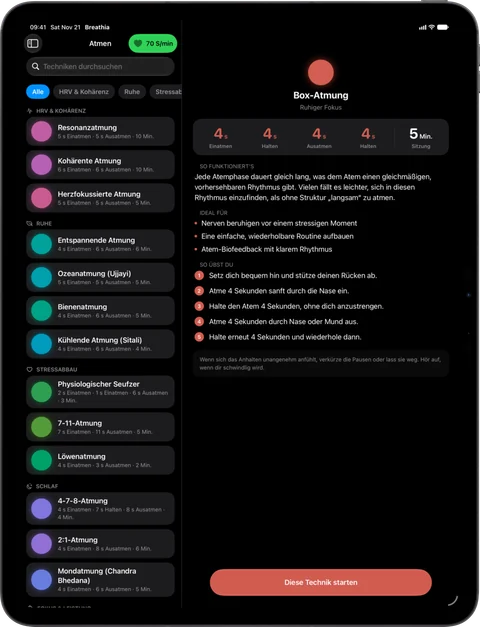 09:41 Sat Nov 21 Breathia
Atmen
70 S/min
Techniken durchsuchen
Alle
HRV & Kohärenz
Ruhe
HRV & KOHÄRENZ
Resonanzatmung
5 s Einatmen · 5 s Ausatmen · 10 Min.
Kohärente Atmung
6 s Einatmen · 6 s Ausatmen · 10 Min.
Herzfokussierte Atmung
5 s Einatmen · 5 s Ausatmen · 5 Min.
RUHE
Entspannende Atmung
4 s Einatmen · 6 s Ausatmen · 6 Min.
Ozeanatmung (Ujjayi)
5 s Einatmen · 5 s Ausatmen · 5 Min.
Bienenatmung
4 s Einatmen · 6 s Ausatmen · 6 Min.
Kühlende Atmung (Sitali)
4 s Einatmen · 6 s Ausatmen · 4 Min.
STRESSABBAU
Physiologischer Seufzer
2 s Einatmen · 1 s Einatmen · 6 s Ausatmen
· 3 Min.
7-11-Atmung
7 s Einatmen · 11 s Ausatmen · 5 Min.
Löwenatmung
4 s Einatmen · 3 s Ausatmen · 2 Min.
SCHLAF
4-7-8-Atmung
4 s Einatmen · 7 s Halten · 8 s Ausatmen ·
4 Min.
2:1-Atmung
4 s Einatmen · 8 s Ausatmen · 6 Min.
Mondatmung (Chandra
Bhedana)
4 s Einatmen · 6 s Ausatmen · 5 Min.
Box-Atmung
Ruhiger Fokus
4 s
Einatmen
4 s
Halten
4 s
Ausatmen
4 s
Halten
5 Min.
Sitzung
SO FUNKTIONIERT'S
Jede Atemphase dauert gleich lang, was dem Atem einen gleichmäßigen,
vorhersehbaren Rhythmus gibt. Vielen fällt es leichter, sich in diesen
Rhythmus einzufinden, als ohne Struktur „langsam“ zu atmen.
IDEAL FÜR
• Nerven beruhigen vor einem stressigen Moment
• Eine einfache, wiederholbare Routine aufbauen
• Atem-Biofeedback mit klarem Rhythmus
SO ÜBST DU
1 Setz dich bequem hin und stütze deinen Rücken ab.
2 Atme 4 Sekunden sanft durch die Nase ein.
3 Halte den Atem 4 Sekunden, ohne dich anzustrengen.
4 Atme 4 Sekunden durch Nase oder Mund aus.
5 Halte erneut 4 Sekunden und wiederhole dann.
Wenn sich das Anhalten unangenehm anfühlt, verkürze die Pausen oder lass sie weg. Hör auf,
wenn dir schwindlig wird.
Diese Technik starten